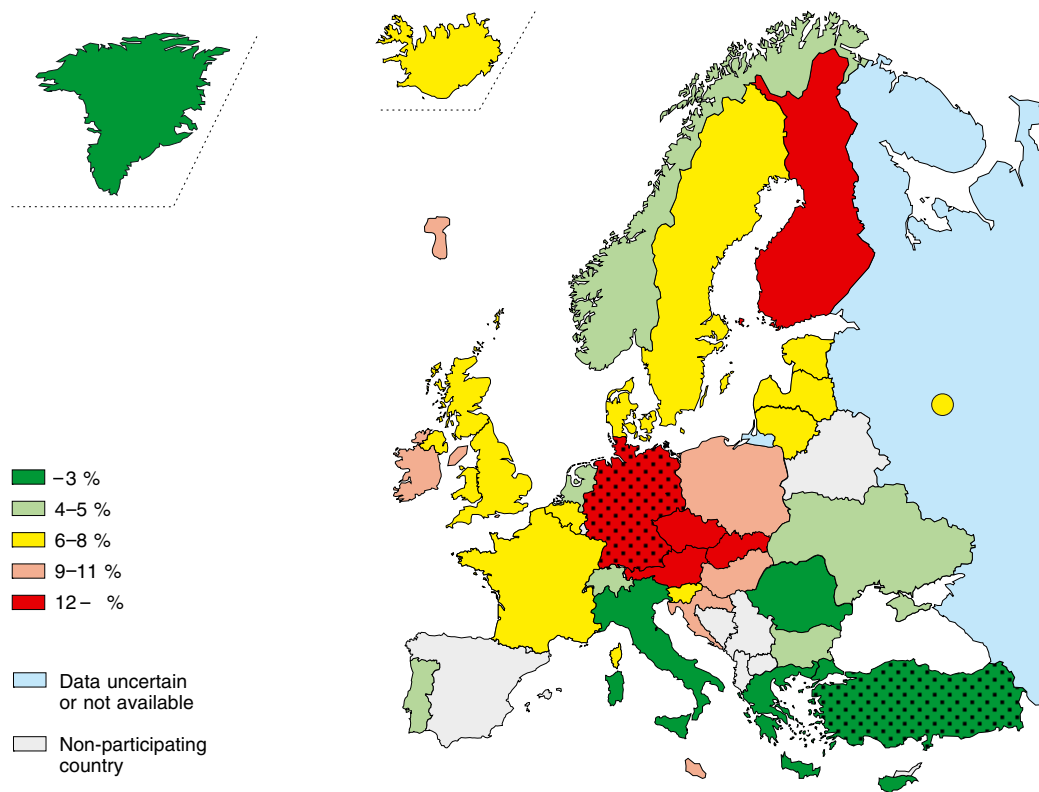 –3 %
4–5 %
6–8 %
9–11 %
12– %
Data uncertain
or not available
Non-participating
country